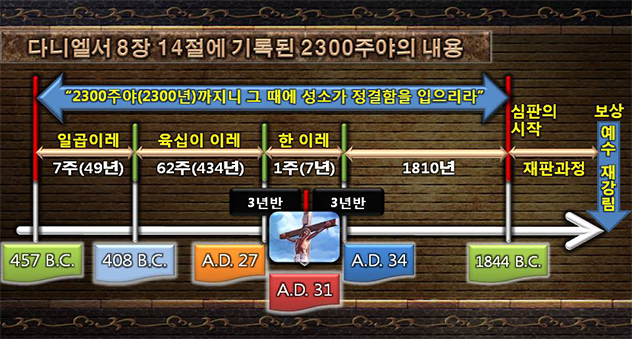 다니엘서 8장 14절에 기록된 2300주야의 내용
“2300주야(2300년)까지니 그 때에 성소가 정결함을 입으리라”
심판의
시작
보상
일곱이레
육십이 이레
한 이레
7주(49년)
62주(434년)
1주(7년)
1810년
재판과정
예수 재강림
3년반
3년반
457 B.C.
408 B.C.
A.D. 27
A.D. 31
A.D. 34
1844 B.C.